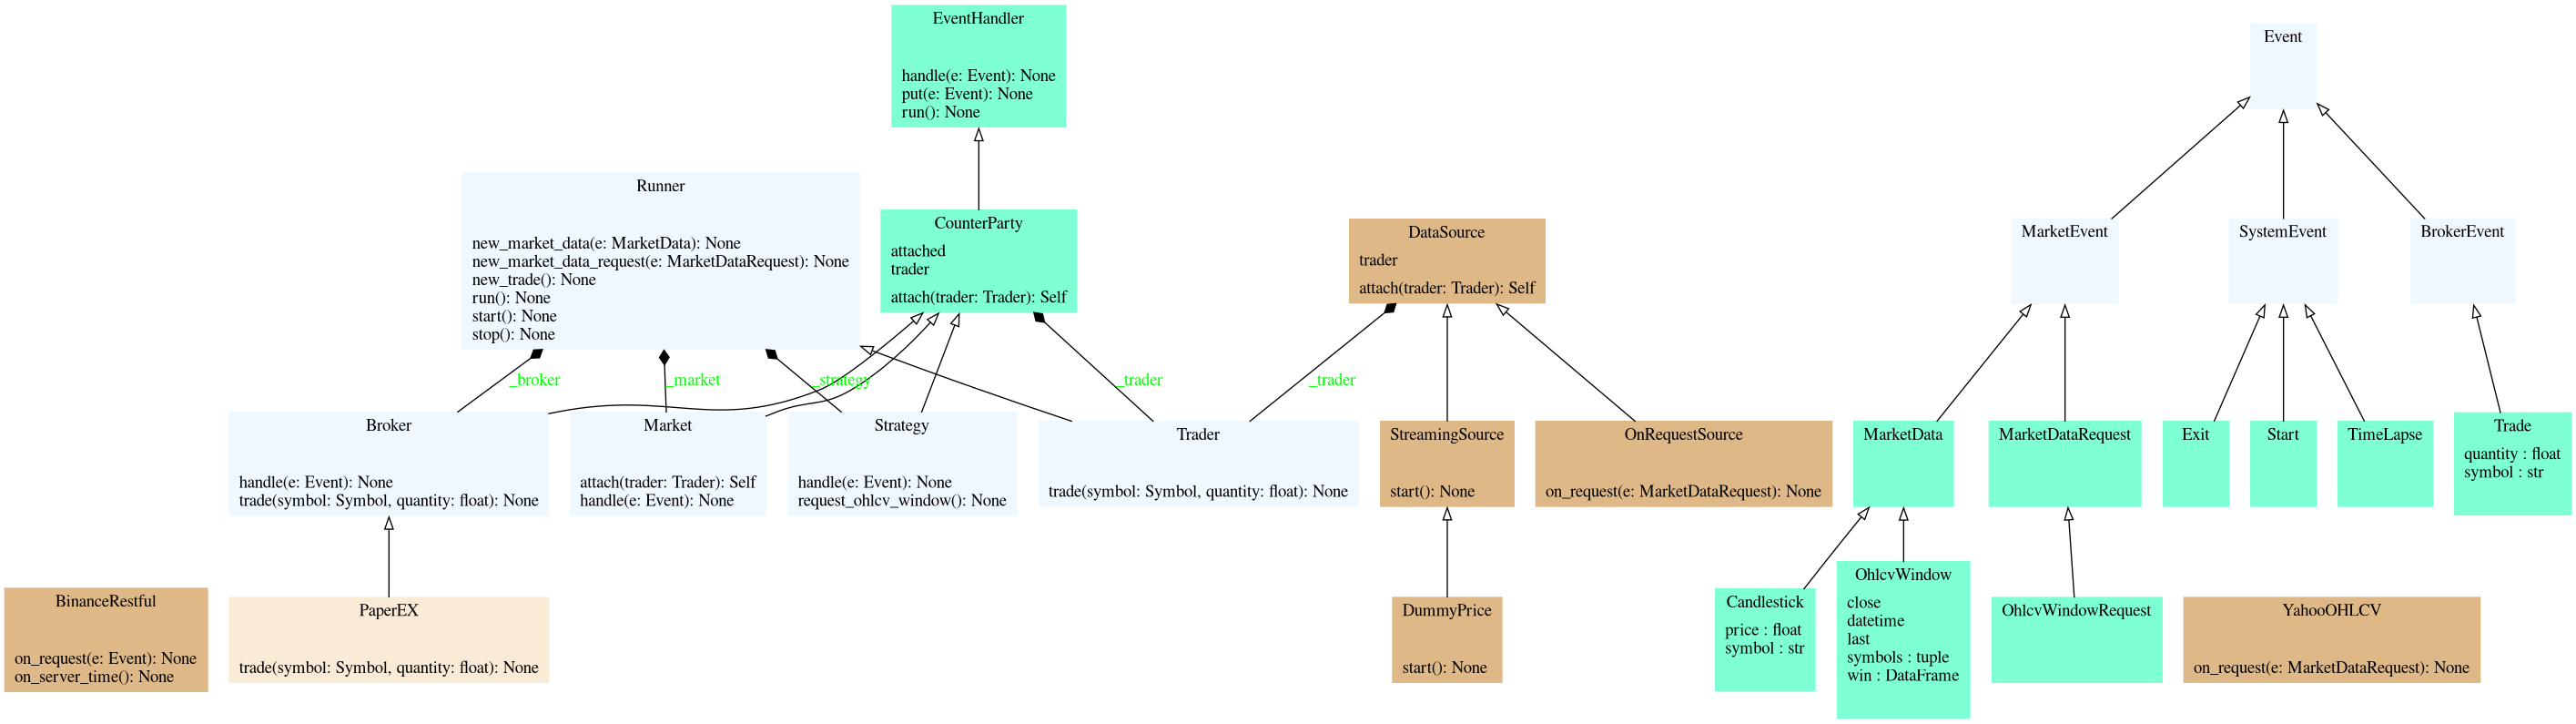 EventHandler
handle(e: Event): None
put(e: Event): None
run(): None
Event
Runner
new_market_data(e: MarketData): None
new_market_data_request(e: MarketDataRequest): None
new_trade(): None
run(): None
start(): None
stop(): None
CounterParty
attached
trader
attach(trader: Trader): Self
DataSource
trader
attach(trader: Trader): Self
MarketEvent
SystemEvent
BrokerEvent
_broker
_market
_strategy
_trader
_trader
Broker
handle(e: Event): None
trade(symbol: Symbol, quantity: float): None
Market
attach(trader: Trader): Self
handle(e: Event): None
Strategy
handle(e: Event): None
request_ohlcv_window(): None
Trader
trade(symbol: Symbol, quantity: float): None
StreamingSource
start(): None
OnRequestSource
on_request(e: MarketDataRequest): None
MarketData
MarketDataRequest
Exit
Start
TimeLapse
Trade
quantity : float
symbol : str
BinanceRestful
on_request(e: Event): None
on_server_time(): None
PaperEX
trade(symbol: Symbol, quantity: float): None
DummyPrice
start(): None
Candlestick
price : float
symbol : str
OhlcvWindow
close
datetime
last
symbols : tuple
win : DataFrame
OhlcvWindowRequest
YahooOHLCV
on_request(e: MarketDataRequest): None